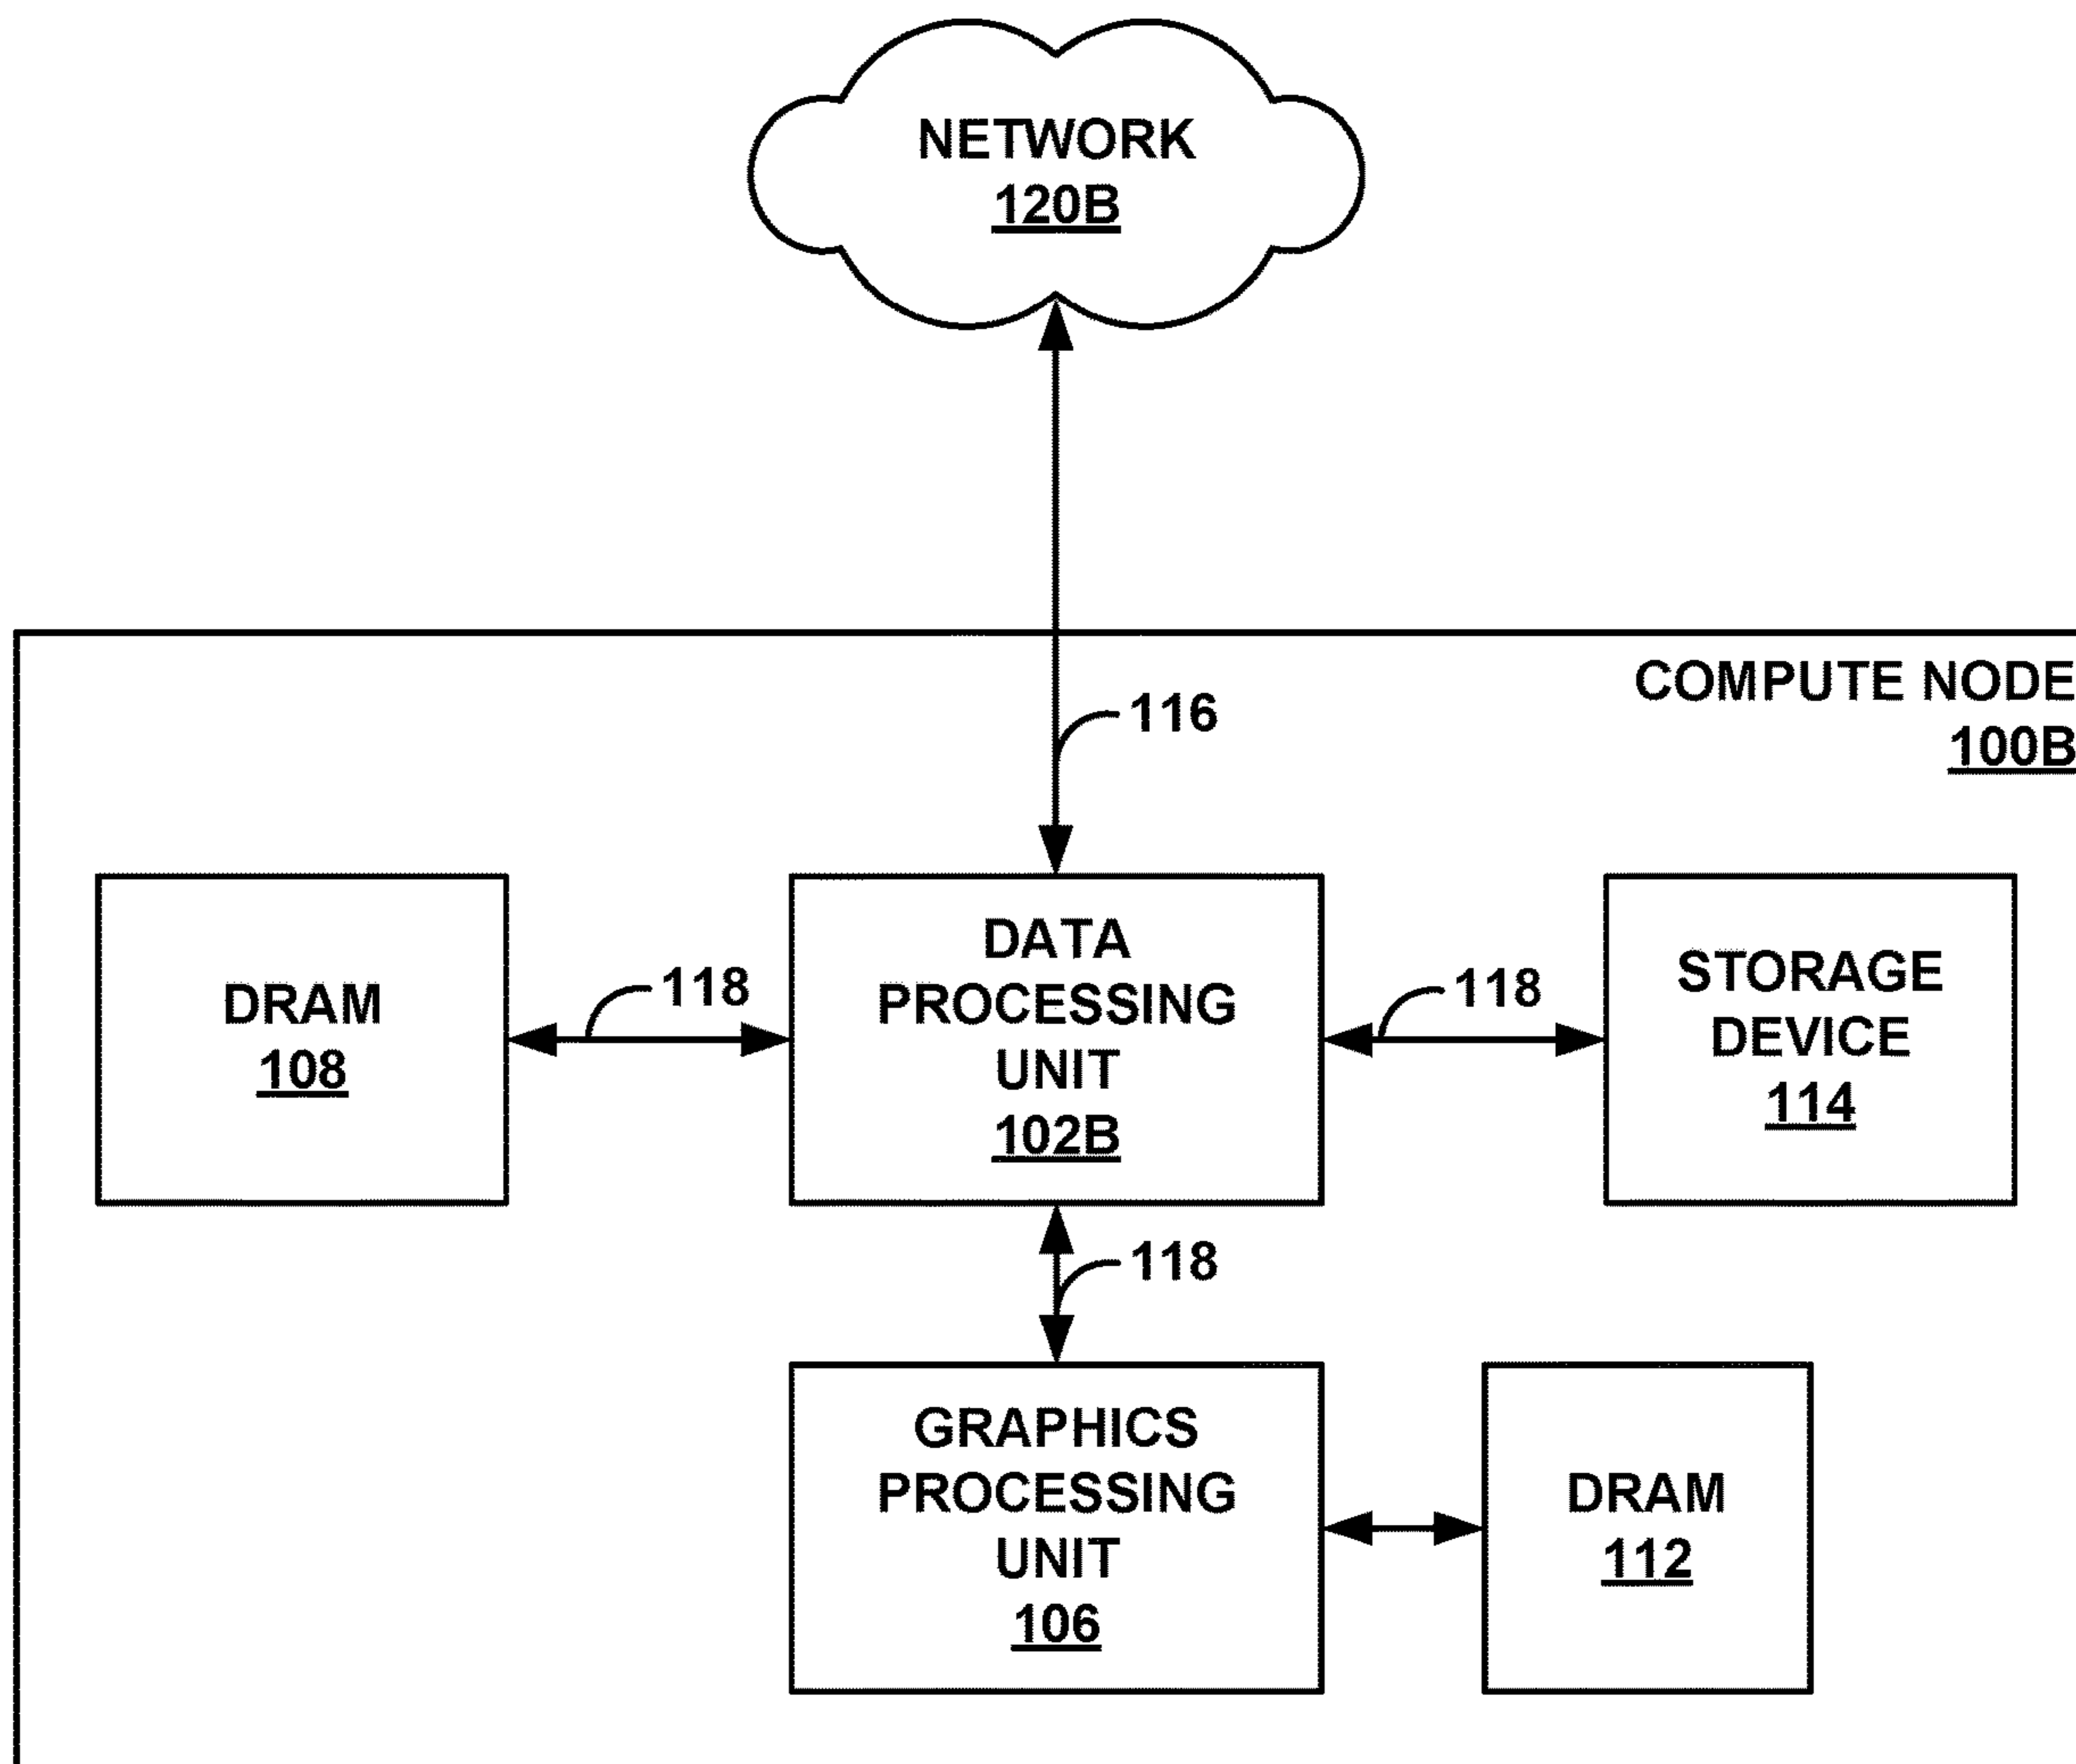 NETWORK
120B
COMPUTE NODE
100B
116
DRAM
108
118
DATA
PROCESSING
UNIT
102B
118
STORAGE
DEVICE
114
118
GRAPHICS
PROCESSING
UNIT
106
DRAM
112